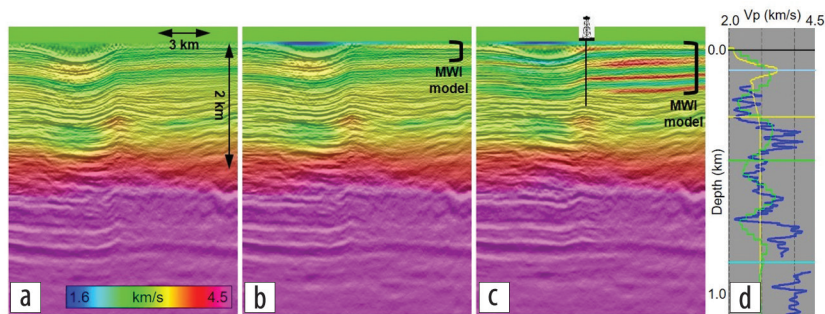 3 km
2 km
MWI
model
MWI
model
2.0
Vp (km/s)
4.5
0.0
Depth (km)
1.0
a
1.6
km/s
4.5
b
c
d